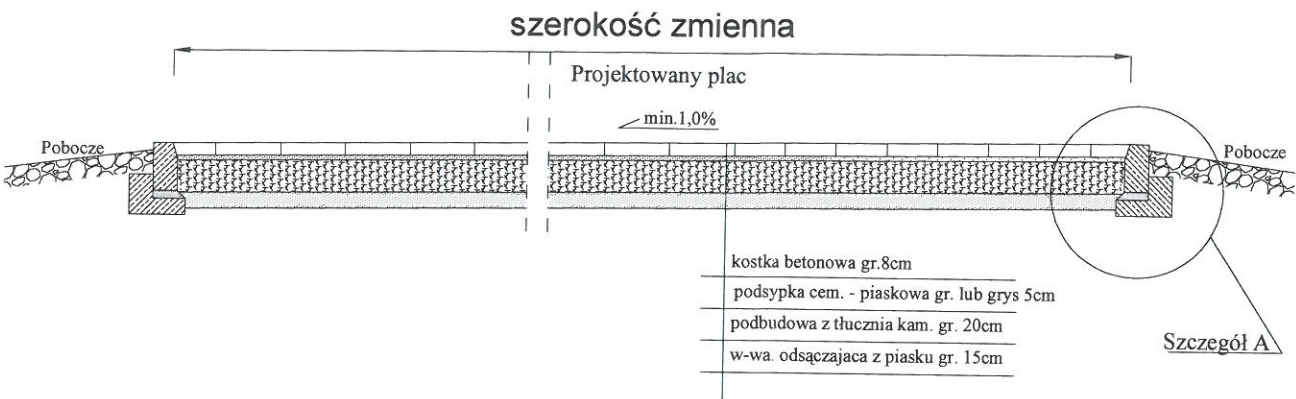 szerokość zmienna
Projektowany plac
min.1,0%
Pobocze
Pobocze
kostka betonowa gr.8cm
podsypka cem. - piaskowa gr. lub grys 5cm
podbudowa z tłucznia kam. gr. 20cm
w-wa. odsączajaca z piasku gr. 15cm
Szczegół A